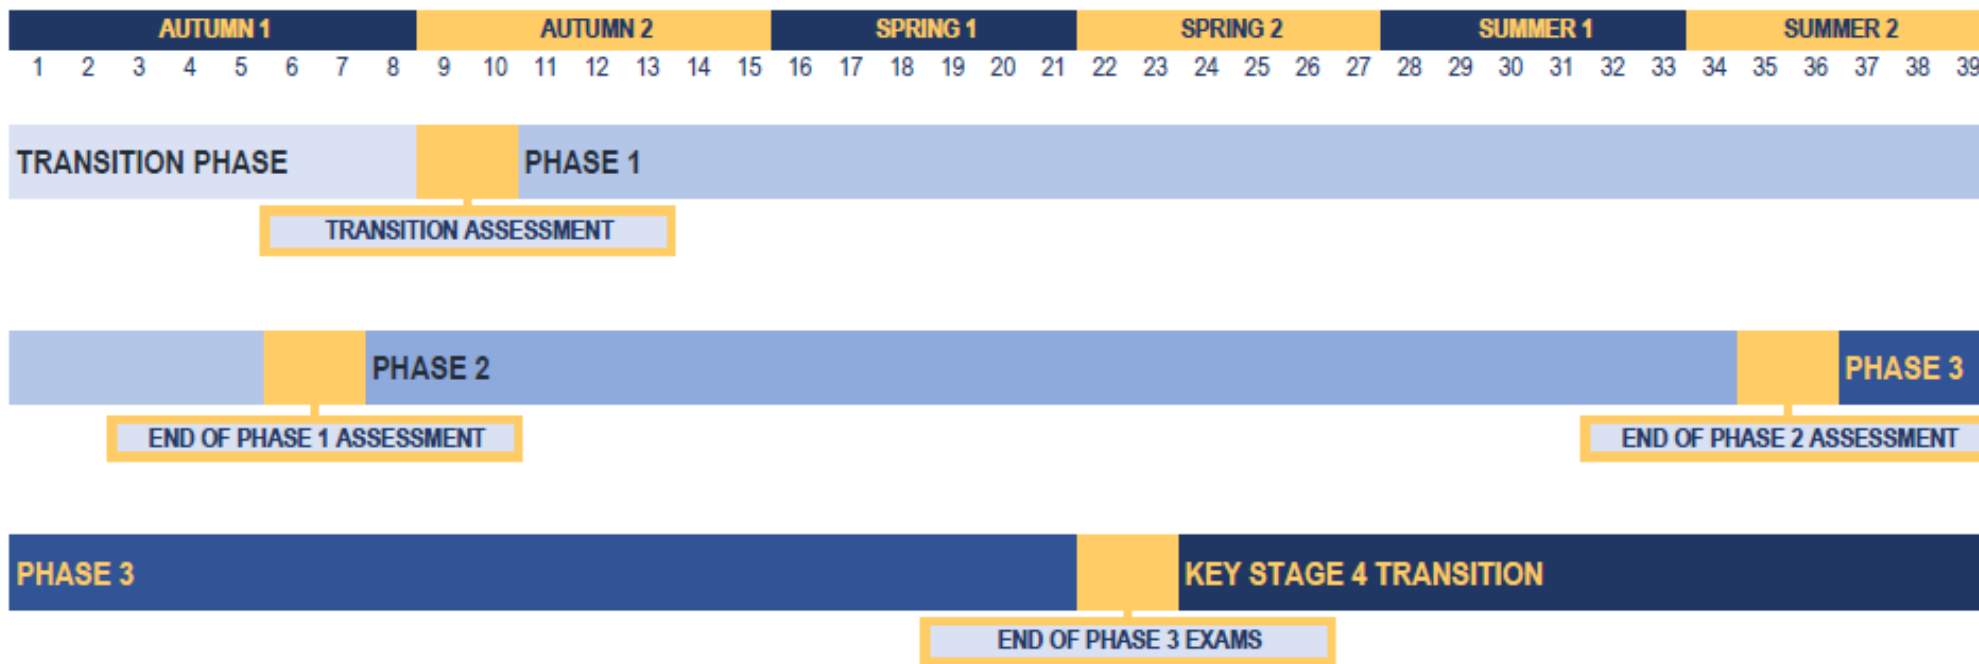 AUTUMN 1 AUTUMN 2 SPRING 1 SPRING 2 SUMMER 1 SUMMER 2
1 2 3 4 5 6 7 8 9 10 11 12 13 14 15 16 17 18 19 20 21 22 23 24 25 26 27 28 29 30 31 32 33 34 35 36 37 38 39
TRANSITION PHASE PHASE 1
TRANSITION ASSESSMENT
PHASE 2 PHASE 3
END OF PHASE 1 ASSESSMENT END OF PHASE 2 ASSESSMENT
PHASE 3 KEY STAGE 4 TRANSITION
END OF PHASE 3 EXAMS